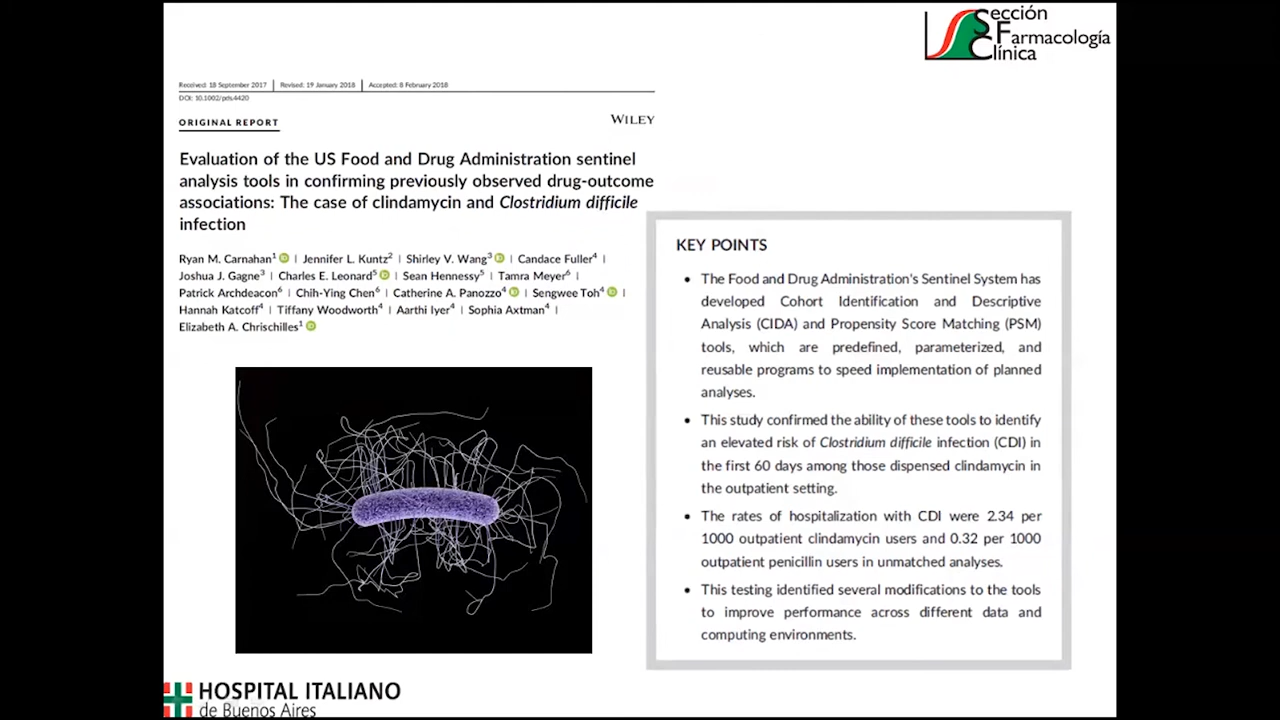 Sección
Farmacología
Clínica
Received: 18 September 2017 | Revised: 19 January 2018 | Accepted: 8 February 2018
DOI: 10.1002/pds.4420
ORIGINAL REPORT
WILEY
Evaluation of the US Food and Drug Administration sentinel
analysis tools in confirming previously observed drug-outcome
associations: The case of clindamycin and Clostridium difficile
infection
Ryan M. Carnahan1 | Jennifer L. Kuntz2 | Shirley V. Wang3 | Candace Fuller4 |
Joshua J. Gagne3 | Charles E. Leonard5 | Sean Hennessy5 | Tamra Meyer6 |
Patrick Archdeacon6 | Chih-Ying Chen6 | Catherine A. Panozzo4 | Sengwee Toh4 |
Hannah Katcoff4 | Tiffany Woodworth4 | Aarthi Iyer4 | Sophia Axtman4 |
Elizabeth A. Chrischilles1
KEY POINTS
• The Food and Drug Administration's Sentinel System has
developed Cohort Identification and Descriptive
Analysis (CIDA) and Propensity Score Matching (PSM)
tools, which are predefined, parameterized, and
reusable programs to speed implementation of planned
analyses.
• This study confirmed the ability of these tools to identify
an elevated risk of Clostridium difficile infection (CDI) in
the first 60 days among those dispensed clindamycin in
the outpatient setting.
• The rates of hospitalization with CDI were 2.34 per
1000 outpatient clindamycin users and 0.32 per 1000
outpatient penicillin users in unmatched analyses.
• This testing identified several modifications to the tools
to improve performance across different data and
computing environments.
HOSPITAL ITALIANO
de Buenos Aires